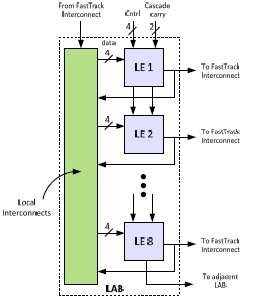 From FastTrack
Interconnect
Cntrl
Cascade
carry
4
2
data
4
LE 1
To FastTrack
Interconnect
4
LE 2
To FastTrack
Interconnect
Local
Interconnects
4
LE 8
To FastTrack
Interconnect
LAB
To adjacent
LAB